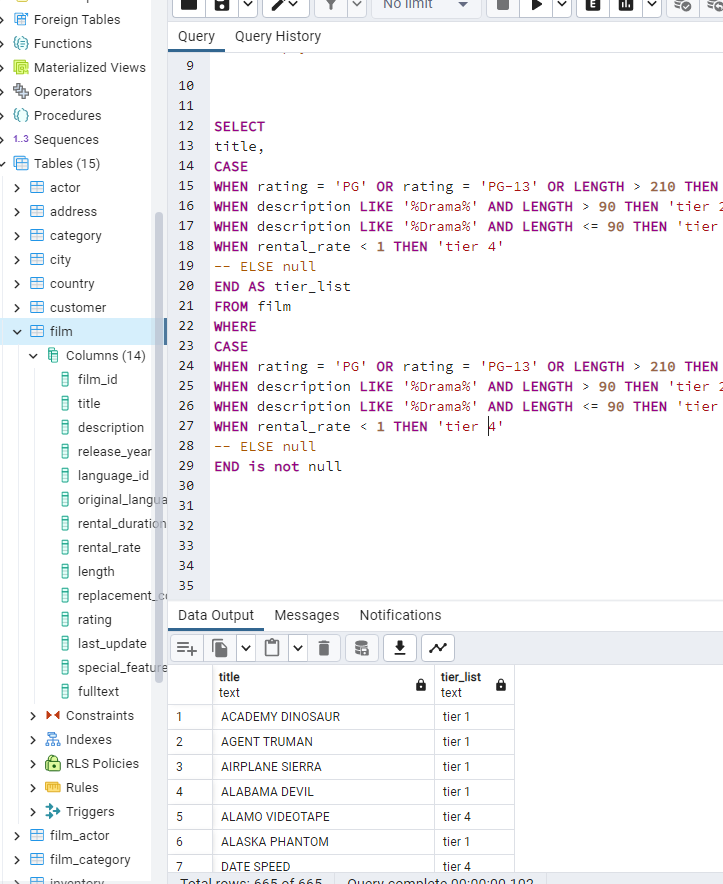 Foreign Tables
Functions
Materialized Views
Operators
Procedures
1..3 Sequences
Tables (15)
actor
address
category
city
country
customer
film
Columns (14)
film_id
title
description
release_year
language_id
original_langua
rental_duration
rental_rate
length
replacement_co
rating
last_update
special_feature
fulltext
Constraints
Indexes
RLS Policies
Rules
Triggers
film_actor
film_category
inventory
No limit
E
Query Query History
9
10
11
12 SELECT
13 title,
14 CASE
15 WHEN rating = 'PG' OR rating = 'PG-13' OR LENGTH > 210 THEN
16 WHEN description LIKE '%Drama%' AND LENGTH > 90 THEN 'tier 2
17 WHEN description LIKE '%Drama%' AND LENGTH <= 90 THEN 'tier
18 WHEN rental_rate < 1 THEN 'tier 4'
19 -- ELSE null
20 END AS tier_list
21 FROM film
22 WHERE
23 CASE
24 WHEN rating = 'PG' OR rating = 'PG-13' OR LENGTH > 210 THEN
25 WHEN description LIKE '%Drama%' AND LENGTH > 90 THEN 'tier 2
26 WHEN description LIKE '%Drama%' AND LENGTH <= 90 THEN 'tier
27 WHEN rental_rate < 1 THEN 'tier 4'
28 -- ELSE null
29 END is not null
30
31
32
33
34
35
Data Output Messages Notifications
title tier_list
text text
1 ACADEMY DINOSAUR tier 1
2 AGENT TRUMAN tier 1
3 AIRPLANE SIERRA tier 1
4 ALABAMA DEVIL tier 1
5 ALAMO VIDEOTAPE tier 4
6 ALASKA PHANTOM tier 1
7 DATE SPEED tier 4
Total rows: 665 of 665 Query complete 00:00:00.102